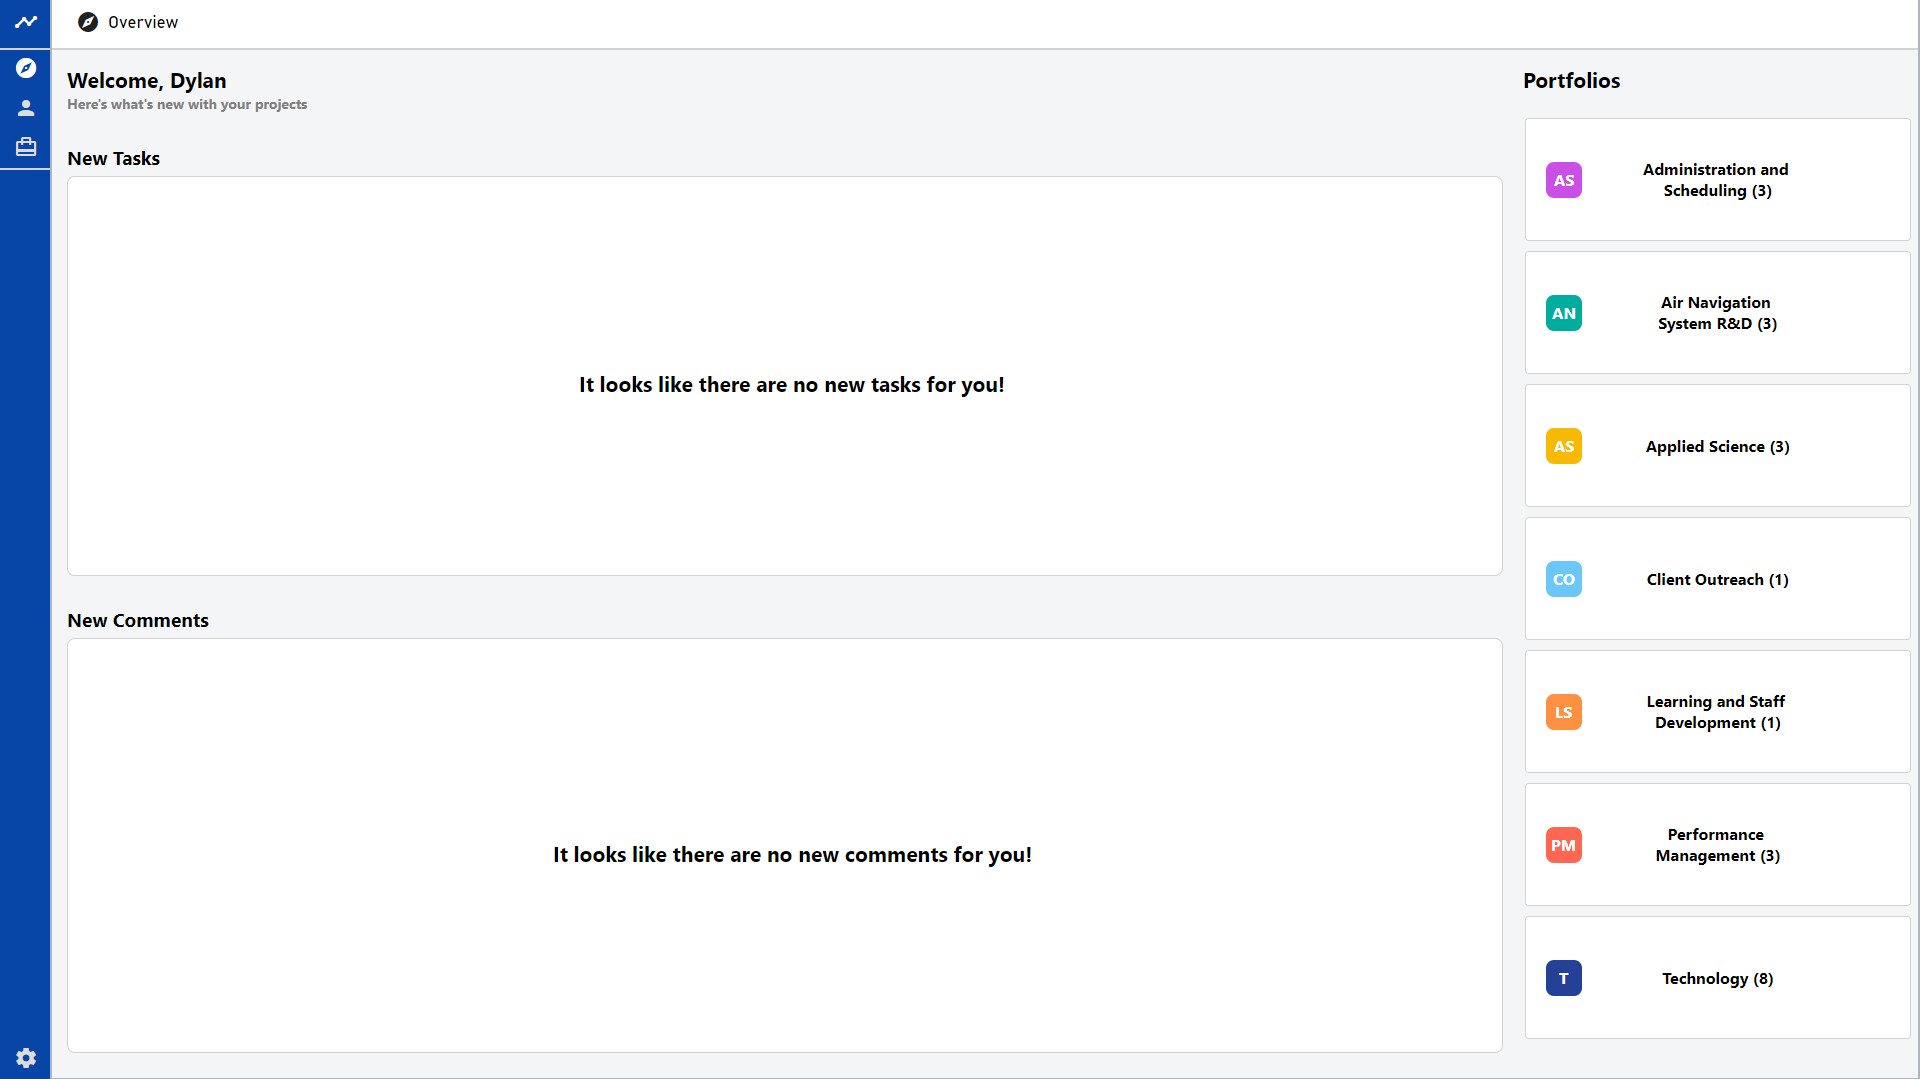 Overview
Welcome, Dylan
Here's what's new with your projects
New Tasks
It looks like there are no new tasks for you!
New Comments
It looks like there are no new comments for you!
Portfolios
AS
Administration and
Scheduling (3)
AN
Air Navigation
System R&D (3)
AS
Applied Science (3)
CO
Client Outreach (1)
LS
Learning and Staff
Development (1)
PM
Performance
Management (3)
T
Technology (8)